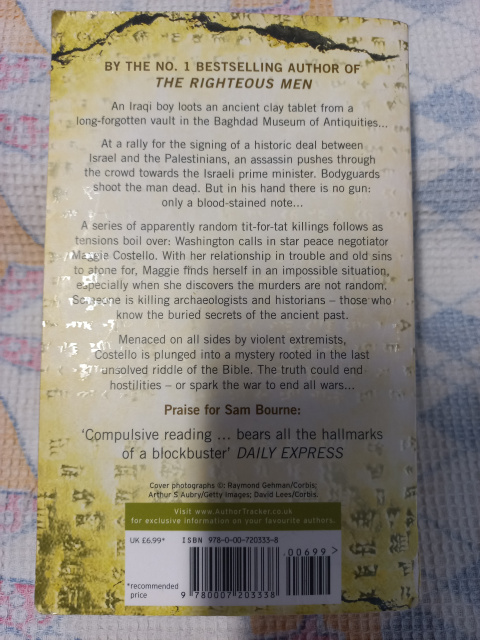 BY THE NO. 1 BESTSELLING AUTHOR OF
THE RIGHTEOUS MEN
An Iraqi boy loots an ancient clay tablet from a
long-forgotten vault in the Baghdad Museum of Antiquities...
At a rally for the signing of a historic deal between
Israel and the Palestinians, an assassin pushes through
the crowd towards the Israeli prime minister. Bodyguards
shoot the man dead. But in his hand there is no gun:
only a blood-stained note...
A series of apparently random tit-for-tat killings follows as
tensions boil over: Washington calls in star peace negotiator
Maggie Costello. With her relationship in trouble and old sins
to atone for, Maggie finds herself in an impossible situation,
especially when she discovers the murders are not random.
Someone is killing archaeologists and historians – those who
know the buried secrets of the ancient past.
Menaced on all sides by violent extremists,
Costello is plunged into a mystery rooted in the last
unsolved riddle of the Bible. The truth could end
hostilities – or spark the war to end all wars...
Praise for Sam Bourne:
‘Compulsive reading ... bears all the hallmarks
of a blockbuster’ DAILY EXPRESS
Cover photographs ©: Raymond Gehman/Corbis;
Arthur S Aubry/Getty Images; David Lees/Corbis.
Visit www.AuthorTracker.co.uk
for exclusive information on your favourite authors.
UK £6.99* ISBN 978-0-00-720333-8
00699 >
*recommended
price
9 780007 203338